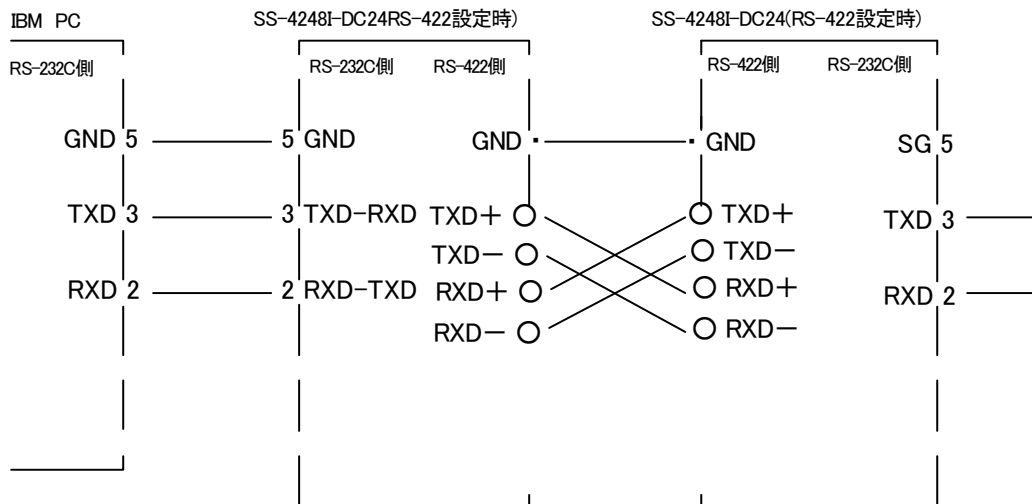 IBM PC
SS-4248I-DC24RS-422設定時)
SS-4248I-DC24(RS-422設定時)
RS-232C側
RS-232C側
RS-422側
RS-422側
RS-232C側
GND 5
5 GND
GND
GND
SG 5
TXD 3
3 TXD-RXD
TXD+
TXD+
TXD 3
TXD-
TXD-
RXD 2
2 RXD-TXD
RXD+
RXD+
RXD 2
RXD-
RXD-